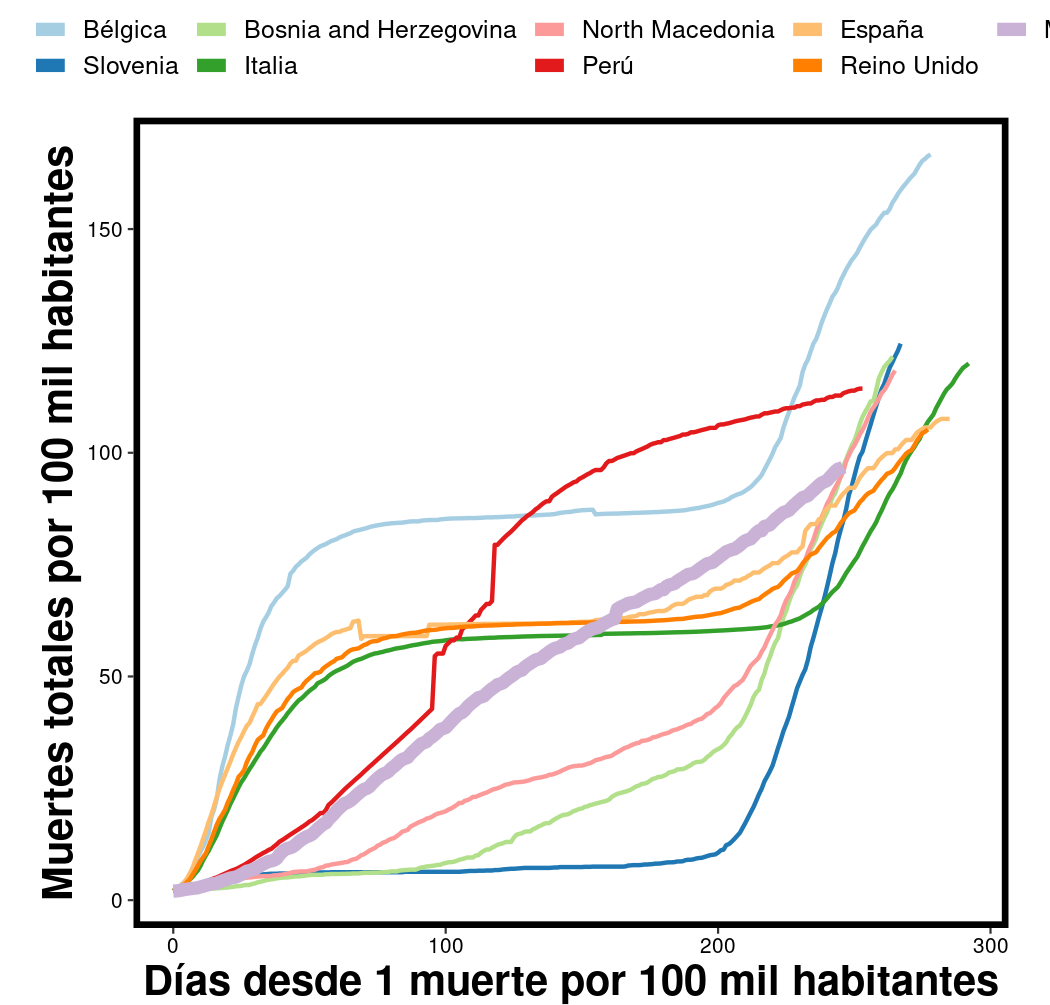 Bélgica Bosnia and Herzegovina North Macedonia España
Slovenia Italia Perú Reino Unido
Muertes totales por 100 mil habitantes
150
100
50
0
0 100 200 300
Días desde 1 muerte por 100 mil habitantes